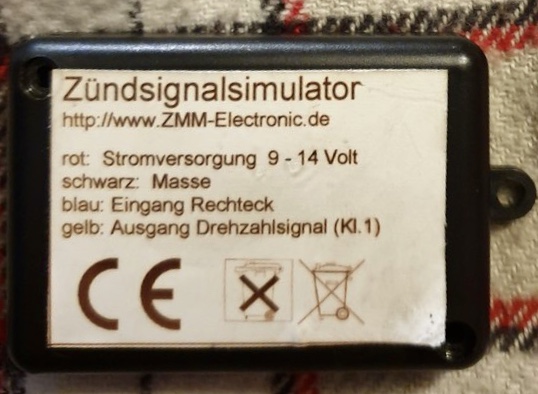 Zündsignalsimulator
http://www.ZMM-Electronic.de
rot: Stromversorgung 9 - 14 Volt
schwarz: Masse
blau: Eingang Rechteck
gelb: Ausgang Drehzahlsignal (Kl.1)
CE